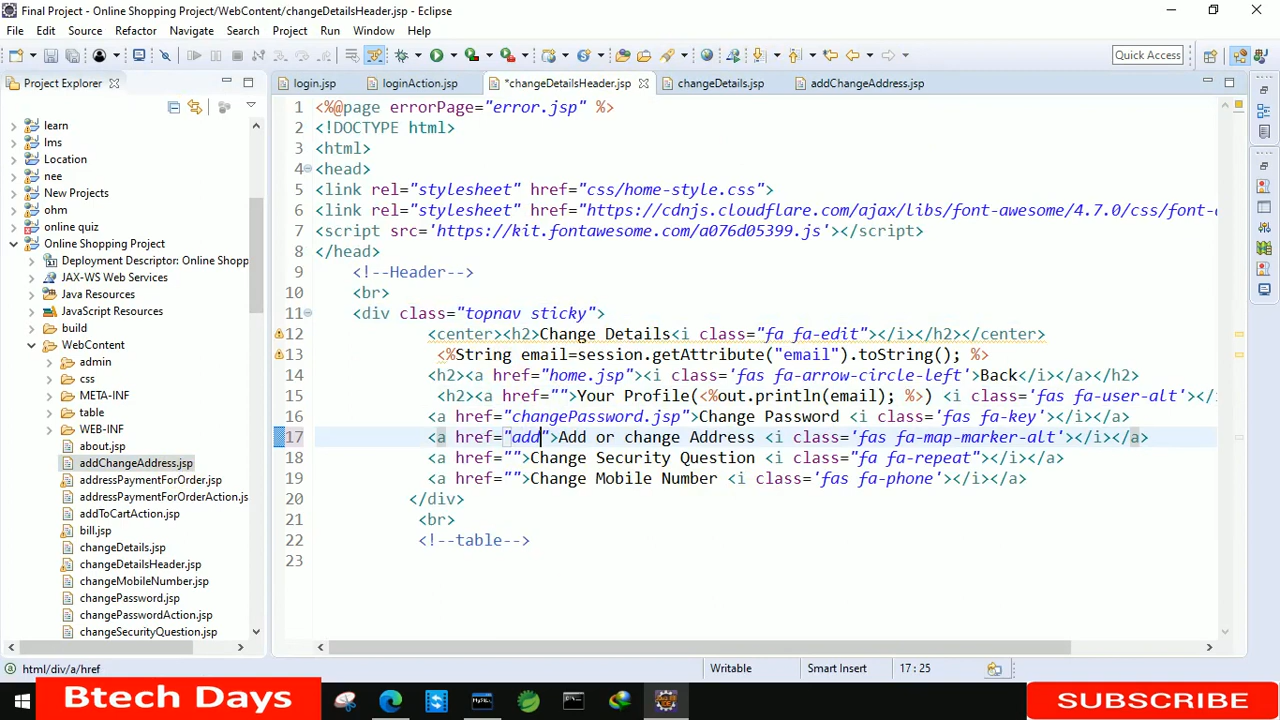 Final Project - Online Shopping Project/WebContent/changeDetailsHeader.jsp - Eclipse
File Edit Source Refactor Navigate Search Project Run Window Help
Quick Access
Project Explorer
login.jsp loginAction.jsp *changeDetailsHeader.jsp changeDetails.jsp addChangeAddress.jsp
learn
lms
Location
nee
New Projects
ohm
online quiz
Online Shopping Project
Deployment Descriptor: Online Shopp
JAX-WS Web Services
Java Resources
JavaScript Resources
build
WebContent
admin
css
META-INF
table
WEB-INF
about.jsp
addChangeAddress.jsp
addressPaymentForOrder.jsp
addressPaymentForOrderAction.js
addToCartAction.jsp
bill.jsp
changeDetails.jsp
changeDetailsHeader.jsp
changeMobileNumber.jsp
changePassword.jsp
changePasswordAction.jsp
changeSecurityQuestion.jsp
1 <%@page errorPage="error.jsp" %>
2 <!DOCTYPE html>
3 <html>
4 <head>
5 <link rel="stylesheet" href="css/home-style.css">
6 <link rel="stylesheet" href="https://cdnjs.cloudflare.com/ajax/libs/font-awesome/4.7.0/css/font-a
7 <script src='https://kit.fontawesome.com/a076d05399.js'></script>
8 </head>
9 <!--Header-->
10 <br>
11 <div class="topnav sticky">
12 <center><h2>Change Details<i class="fa fa-edit"></i></h2></center>
13 <%String email=session.getAttribute("email").toString(); %>
14 <h2><a href="home.jsp"><i class='fas fa-arrow-circle-left'>Back</i></a></h2>
15 <h2><a href="">Your Profile(<%out.println(email); %>) <i class='fas fa-user-alt'></i
16 <a href="changePassword.jsp">Change Password <i class='fas fa-key'></i></a>
17 <a href="add">Add or change Address <i class='fas fa-map-marker-alt'></i></a>
18 <a href="">Change Security Question <i class="fa fa-repeat"></i></a>
19 <a href="">Change Mobile Number <i class='fas fa-phone'></i></a>
20 </div>
21 <br>
22 <!--table-->
23
html/div/a/href Writable Smart Insert 17 : 25
Btech Days
SUBSCRIBE